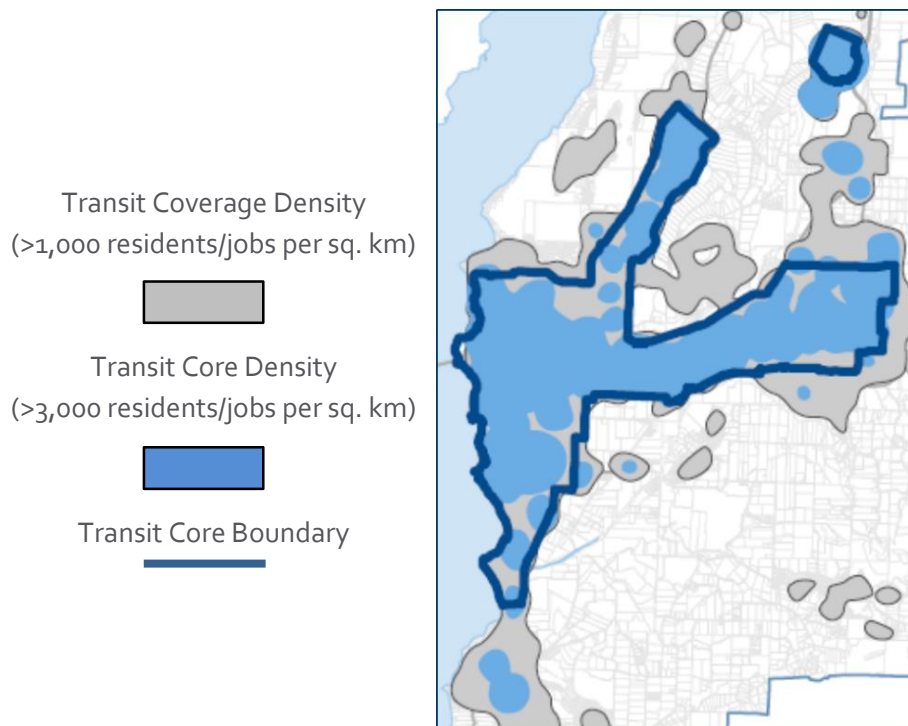 Transit Coverage Density
(>1,000 residents/jobs per sq. km)
Transit Core Density
(>3,000 residents/jobs per sq. km)
Transit Core Boundary